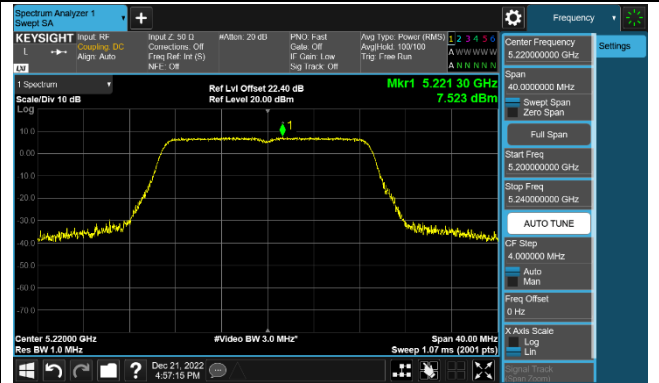 Spectrum Analyzer 1
Swept SA
Frequency
KEYSIGHT
L
LXI
Input: RF
Coupling: DC
Align: Auto
Input Z: 50 Ω
Corrections: Off
Freq Ref: Int (S)
NFE: Off
#Atten: 20 dB
PNO: Fast
Gate: Off
IF Gain: Low
Sig Track: Off
Avg Type: Power (RMS)
Avg|Hold: 100/100
Trig: Free Run
1 2 3 4 5 6
A W W W W W
A N N N N N
1 Spectrum
Scale/Div 10 dB
Log
Ref Lvl Offset 22.40 dB
Ref Level 20.00 dBm
Mkr1 5.221 30 GHz
7.523 dBm
1
10.0
0.00
-10.0
-20.0
-30.0
-40.0
-50.0
-60.0
-70.0
Center 5.22000 GHz
Res BW 1.0 MHz
#Video BW 3.0 MHz*
Span 40.00 MHz
Sweep 1.07 ms (2001 pts)
Center Frequency
5.220000000 GHz
Settings
Span
40.0000000 MHz
Swept Span
Zero Span
Full Span
Start Freq
5.200000000 GHz
Stop Freq
5.240000000 GHz
AUTO TUNE
CF Step
4.000000 MHz
Auto
Man
Freq Offset
0 Hz
X Axis Scale
Log
Lin
Signal Track
(Span Zoom)
?
Dec 21, 2022
4:57:15 PM